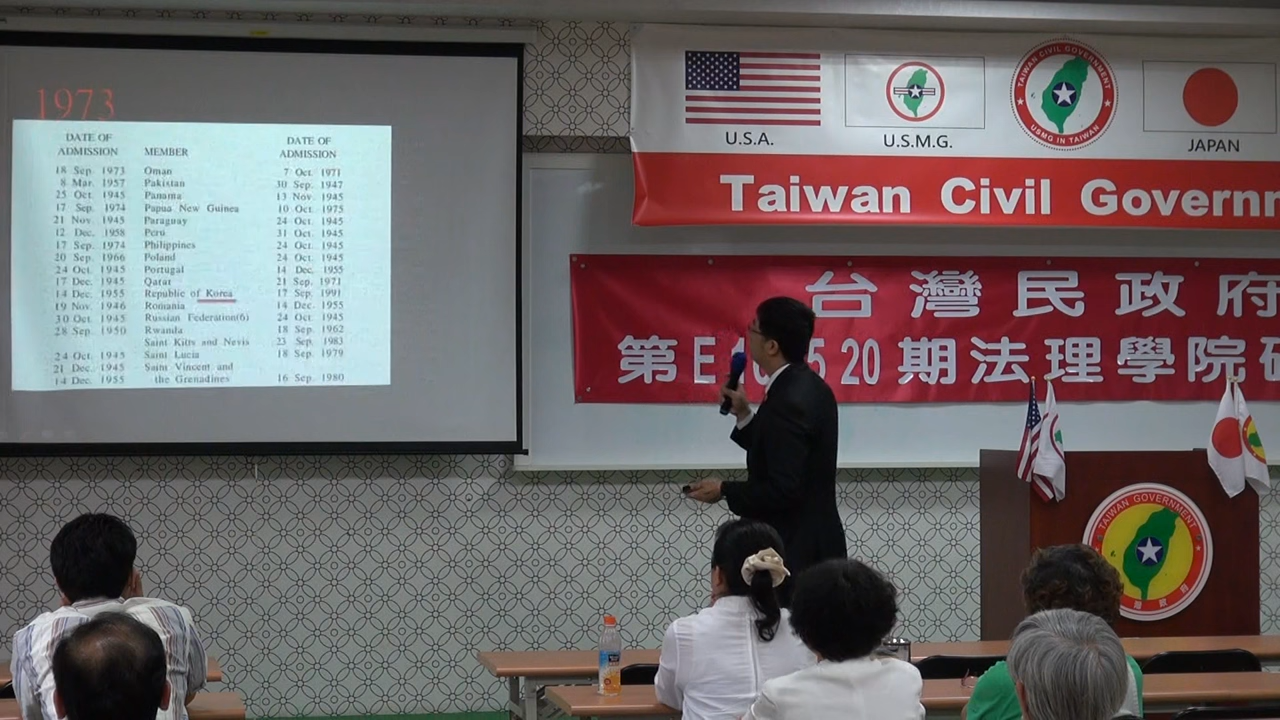 1973
DATE OF ADMISSION MEMBER DATE OF ADMISSION
18 Sep. 1973 Oman 7 Oct. 1971
8 Mar. 1957 Pakistan 30 Sep. 1947
25 Oct. 1945 Panama 13 Nov. 1945
17 Sep. 1974 Papua New Guinea 10 Oct. 1975
21 Nov. 1945 Paraguay 24 Oct. 1945
12 Dec. 1958 Peru 31 Oct. 1945
17 Sep. 1974 Philippines 24 Oct. 1945
20 Sep. 1966 Poland 24 Oct. 1945
24 Oct. 1945 Portugal 14 Dec. 1955
17 Dec. 1945 Qatar 21 Sep. 1971
14 Dec. 1955 Republic of Korea 17 Sep. 1991
19 Nov. 1946 Romania 14 Dec. 1955
30 Oct. 1945 Russian Federation(6) 24 Oct. 1945
28 Sep. 1950 Rwanda 18 Sep. 1962
Saint Kitts and Nevis 23 Sep. 1983
24 Oct. 1945 Saint Lucia 18 Sep. 1979
21 Dec. 1945 Saint Vincent and
14 Dec. 1955 the Grenadines 16 Sep. 1980
TAIWAN CIVIL GOVERNMENT
USMG IN TAIWAN
U.S.A. U.S.M.G. JAPAN
Taiwan Civil Governm
台灣民政府
第E 520期法理學院研
TAIWAN GOVERNMENT